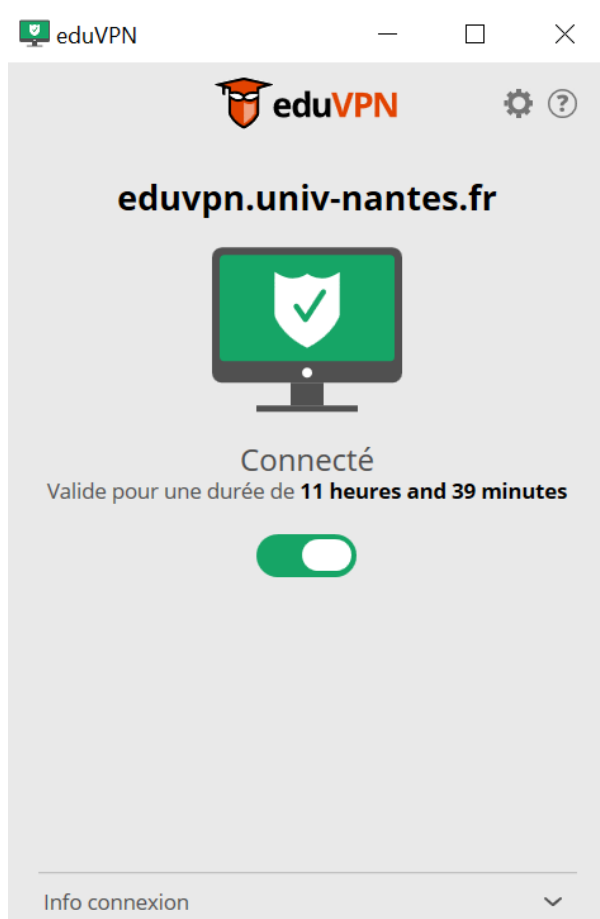 eduVPN
eduVPN
eduvpn.univ-nantes.fr
Connecté
Valide pour une durée de 11 heures and 39 minutes
Info connexion